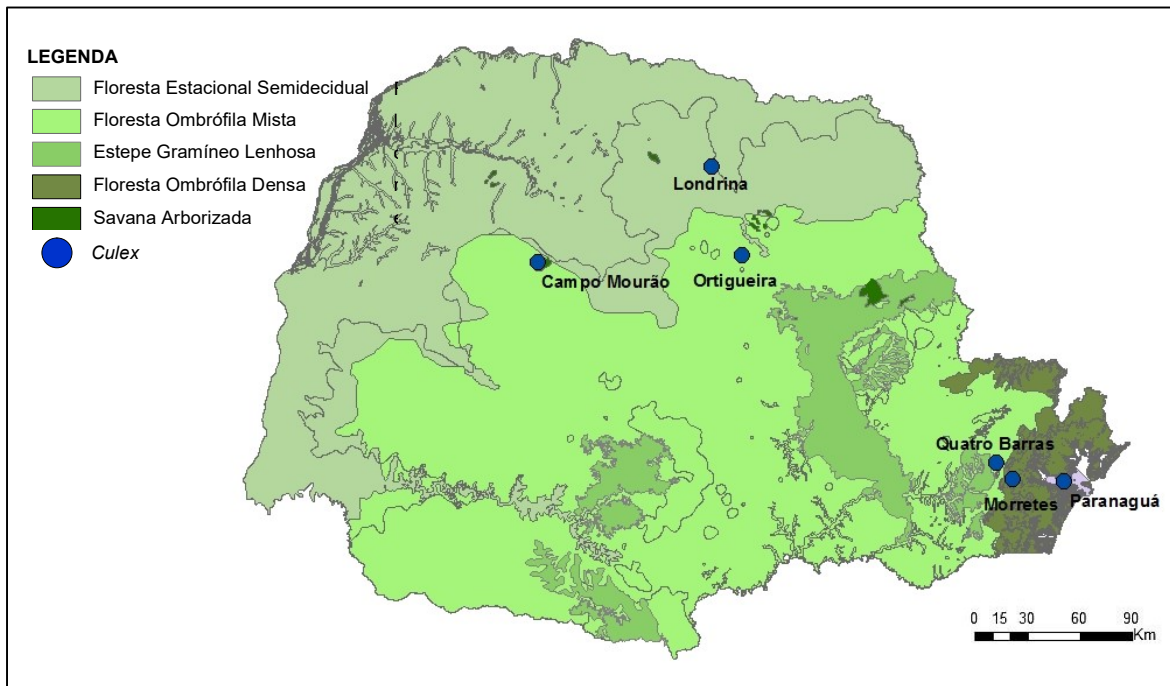 LEGENDA
Floresta Estacional Semidecidual
Floresta Ombrófila Mista
Estepe Gramíneo Lenhosa
Floresta Ombrófila Densa
Savana Arborizada
Culex
Londrina
Campo Mourão
Ortigueira
Quatro Barras
Morretes
Paranaguá
0 15 30 60 90
Km